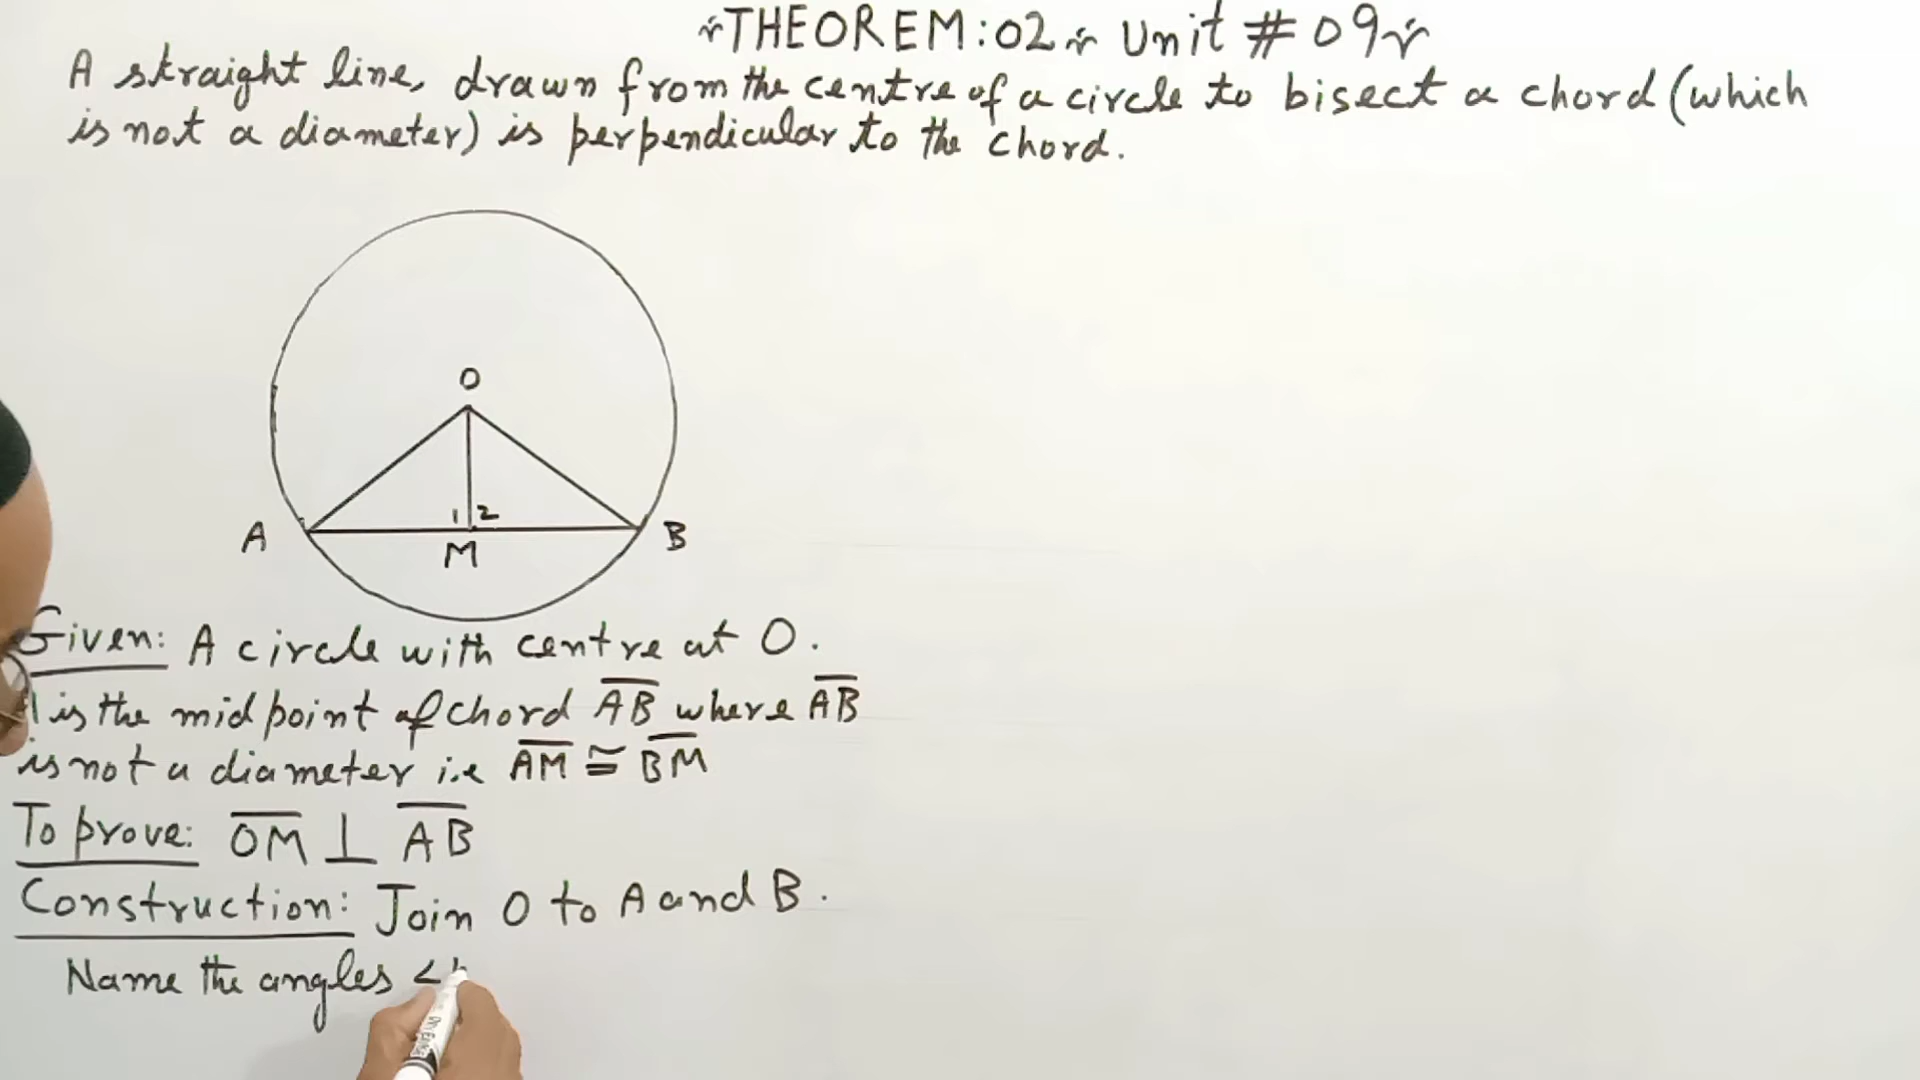 THEOREM:02 Unit # 09
A straight line, drawn from the centre of a circle to bisect a chord (which
is not a diameter) is perpendicular to the chord.
O
1 2
A
M
B
Given: A circle with centre at O.
is the midpoint of chord AB where AB
is not a diameter i.e AM ≅ BM
To prove: OM ⊥ AB
Construction: Join O to A and B.
Name the angles <1